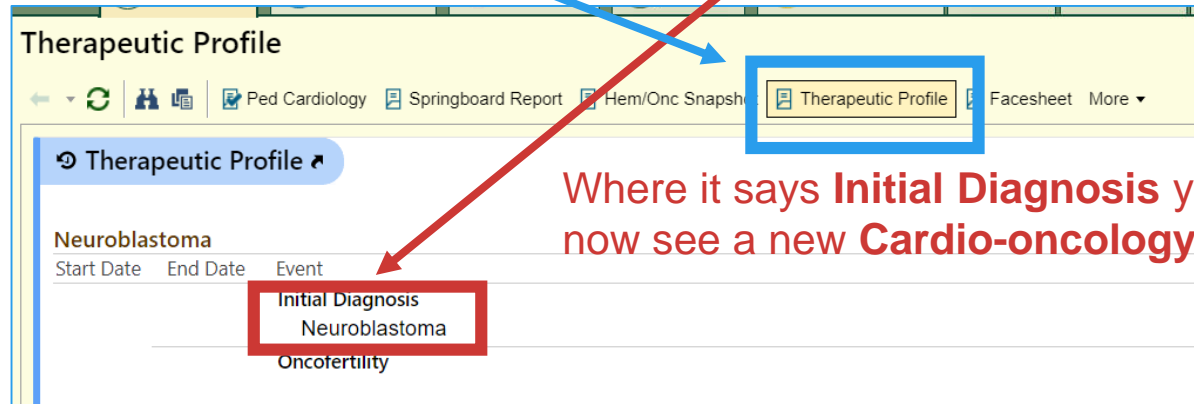 Therapeutic Profile
Ped Cardiology Springboard Report Hem/Onc Snapshot Therapeutic Profile Facesheet More
Therapeutic Profile
Where it says Initial Diagnosis y
now see a new Cardio-oncology
Neuroblastoma
Start Date End Date Event
Initial Diagnosis
Neuroblastoma
Oncofertility